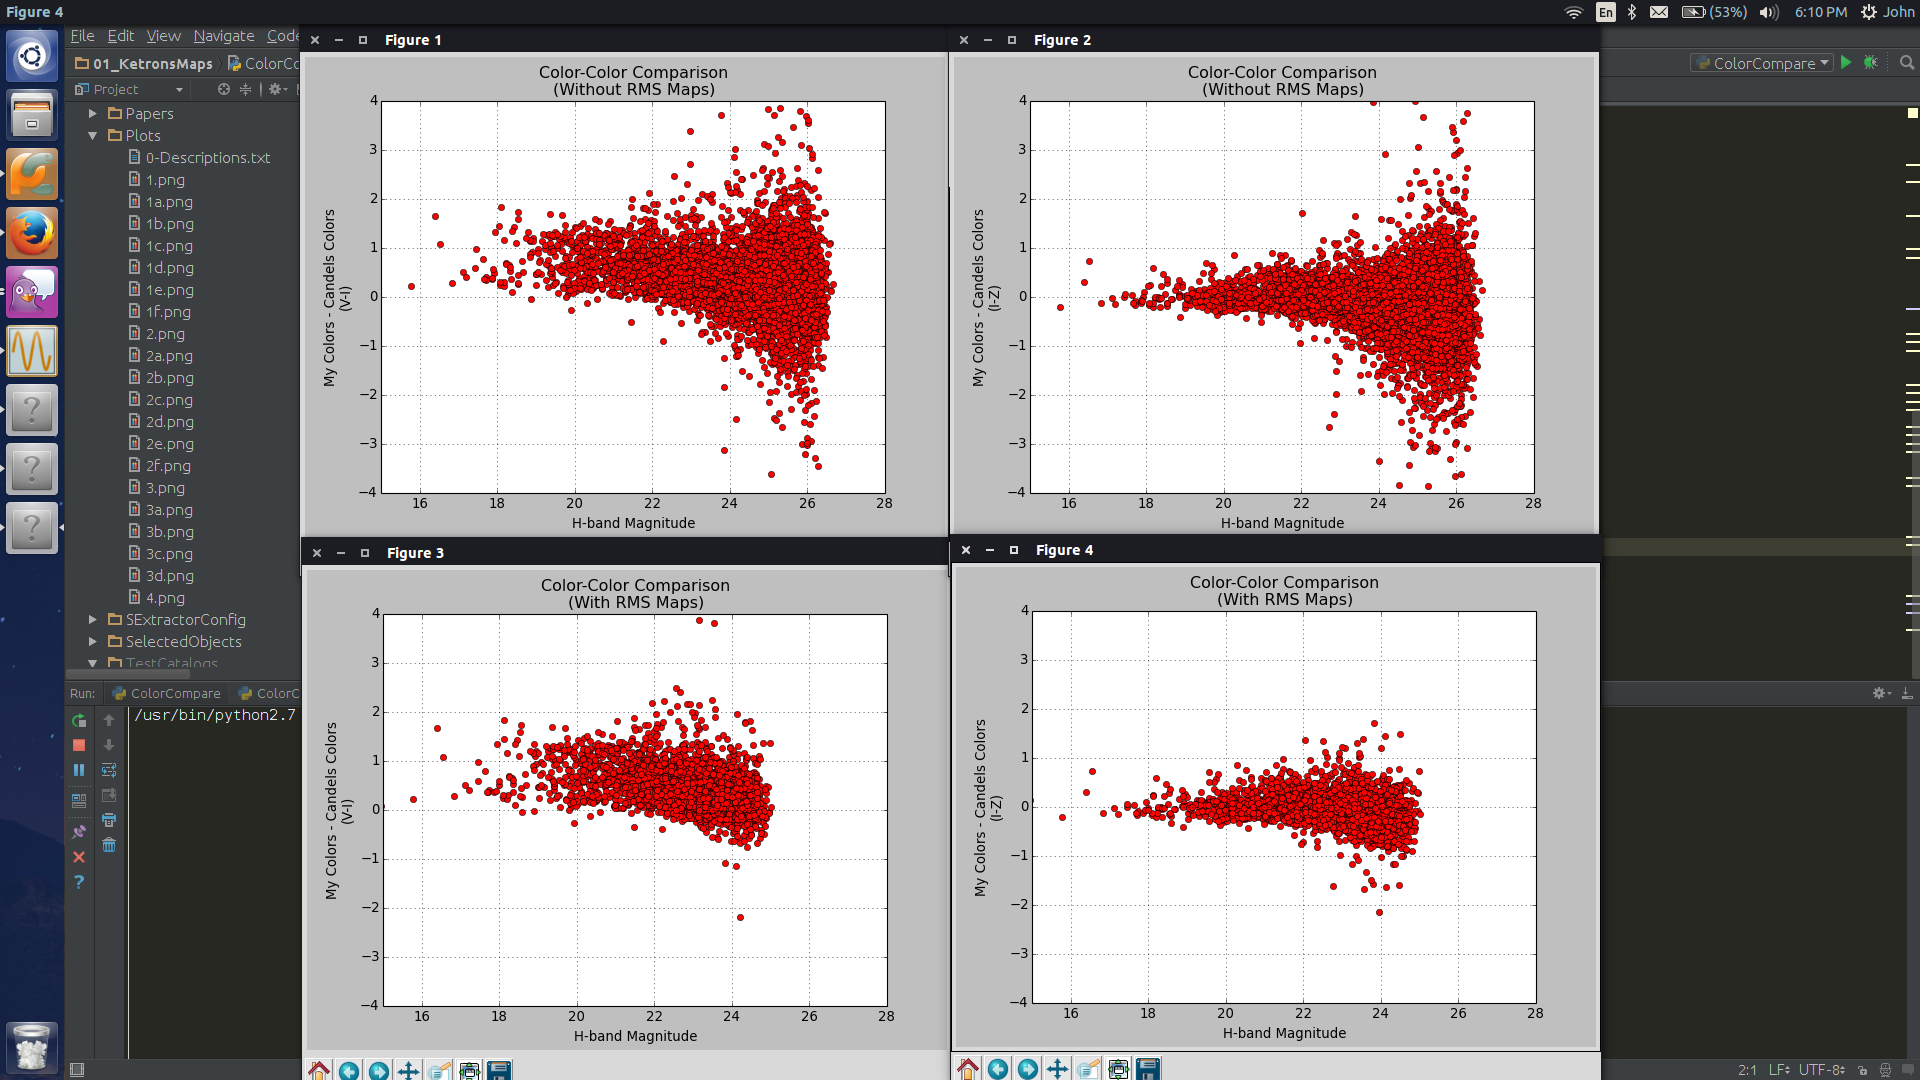 Figure 4
En
(53%)
6:10 PM
John
File Edit View Navigate Code
01_KetronsMaps
ColorCo
ColorCompare
Project
Papers
Plots
0-Descriptions.txt
1.png
1a.png
1b.png
1c.png
1d.png
1e.png
1f.png
2.png
2a.png
2b.png
2c.png
2d.png
2e.png
2f.png
3.png
3a.png
3b.png
3c.png
3d.png
4.png
SExtractorConfig
SelectedObjects
TestCatalogs
Run:
ColorCompare
ColorC
/usr/bin/python2.7
Figure 1
Color-Color Comparison
(Without RMS Maps)
My Colors - Candels Colors
(V-I)
4
3
2
1
0
−1
−2
−3
−4
16 18 20 22 24 26 28
H-band Magnitude
Figure 2
Color-Color Comparison
(Without RMS Maps)
My Colors - Candels Colors
(I-Z)
4
3
2
1
0
−1
−2
−3
−4
16 18 20 22 24 26 28
H-band Magnitude
Figure 3
Color-Color Comparison
(With RMS Maps)
My Colors - Candels Colors
(V-I)
4
3
2
1
0
−1
−2
−3
−4
16 18 20 22 24 26 28
H-band Magnitude
Figure 4
Color-Color Comparison
(With RMS Maps)
My Colors - Candels Colors
(I-Z)
4
3
2
1
0
−1
−2
−3
−4
16 18 20 22 24 26 28
H-band Magnitude
2:1
LF
UTF-8